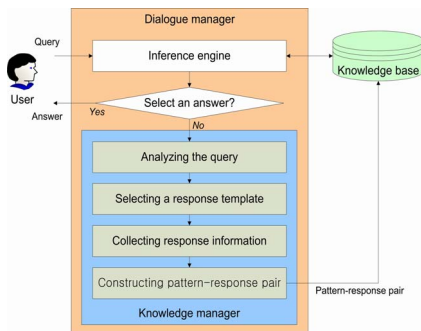 Dialogue manager
Query
Inference engine
Knowledge base
User
Select an answer?
Answer
Yes
No
Analyzing the query
Selecting a response template
Collecting response information
Constructing pattern-response pair
Pattern-response pair
Knowledge manager